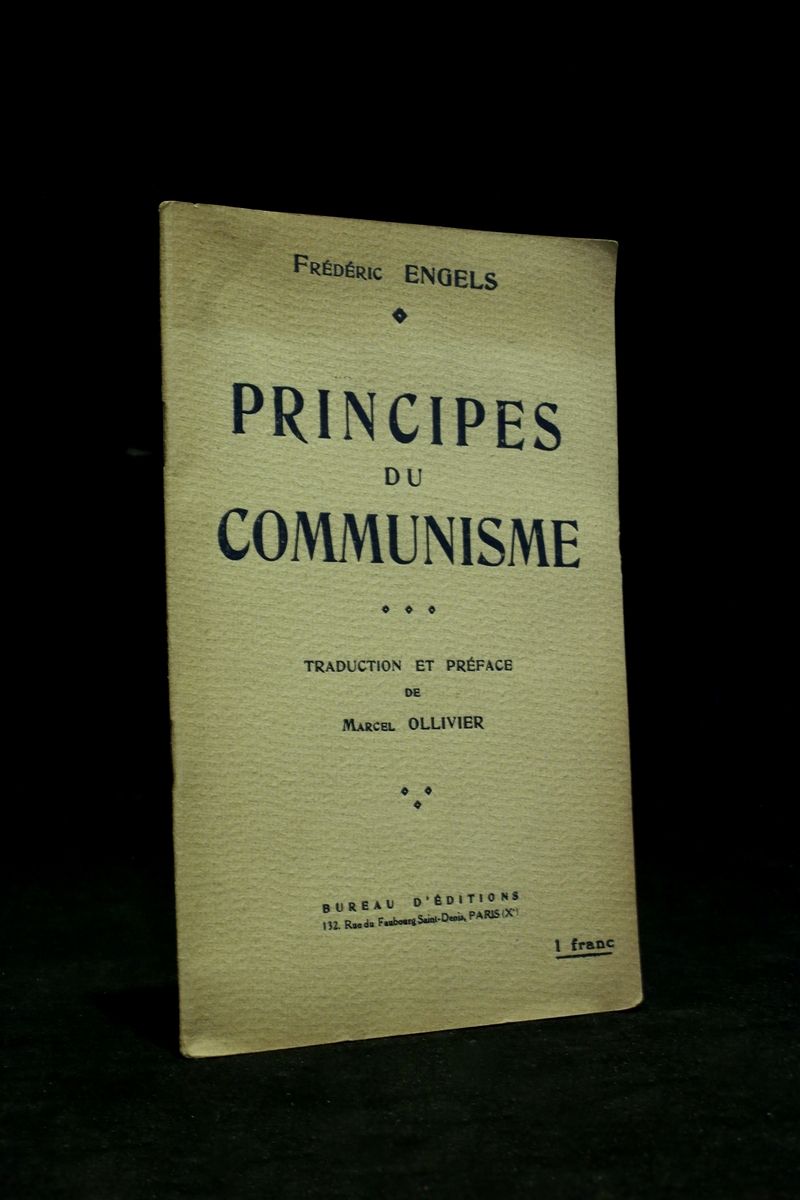 Frédéric ENGELS
PRINCIPES
DU
COMMUNISME
TRADUCTION ET PRÉFACE
DE
Marcel OLLIVIER
BUREAU D'ÉDITIONS
132, Rue du Faubourg Saint-Denis, PARIS (Xe)
1 franc